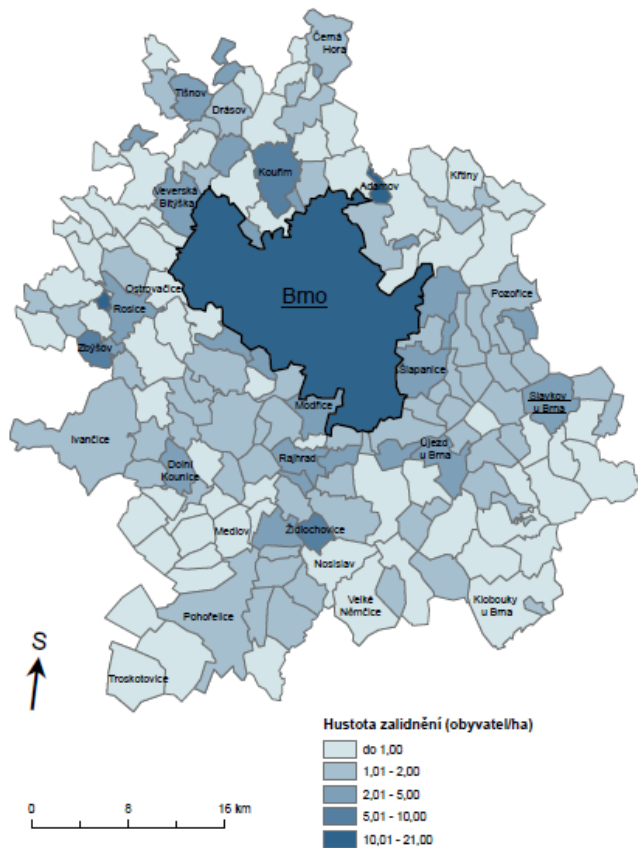 Černá
Hora
Tišnov
Drásov
Kouřim
Adamov
Křtiny
Veverská
Bítýška
Ostrovačice
Brno
Pozořice
Rosice
Zbýšov
Šlapanice
Slavkov
u Brna
Modřice
Ivančice
Rajhrad
Újezd
u Brna
Dolní
Kounice
Medlov
Židlochovice
Nosislav
Velké
Němčice
Klobouky
u Brna
Pohořelice
Troskotovice
S
Hustota zalidnění (obyvatel/ha)
do 1,00
1,01 - 2,00
2,01 - 5,00
5,01 - 10,00
10,01 - 21,00
0 8 16 km